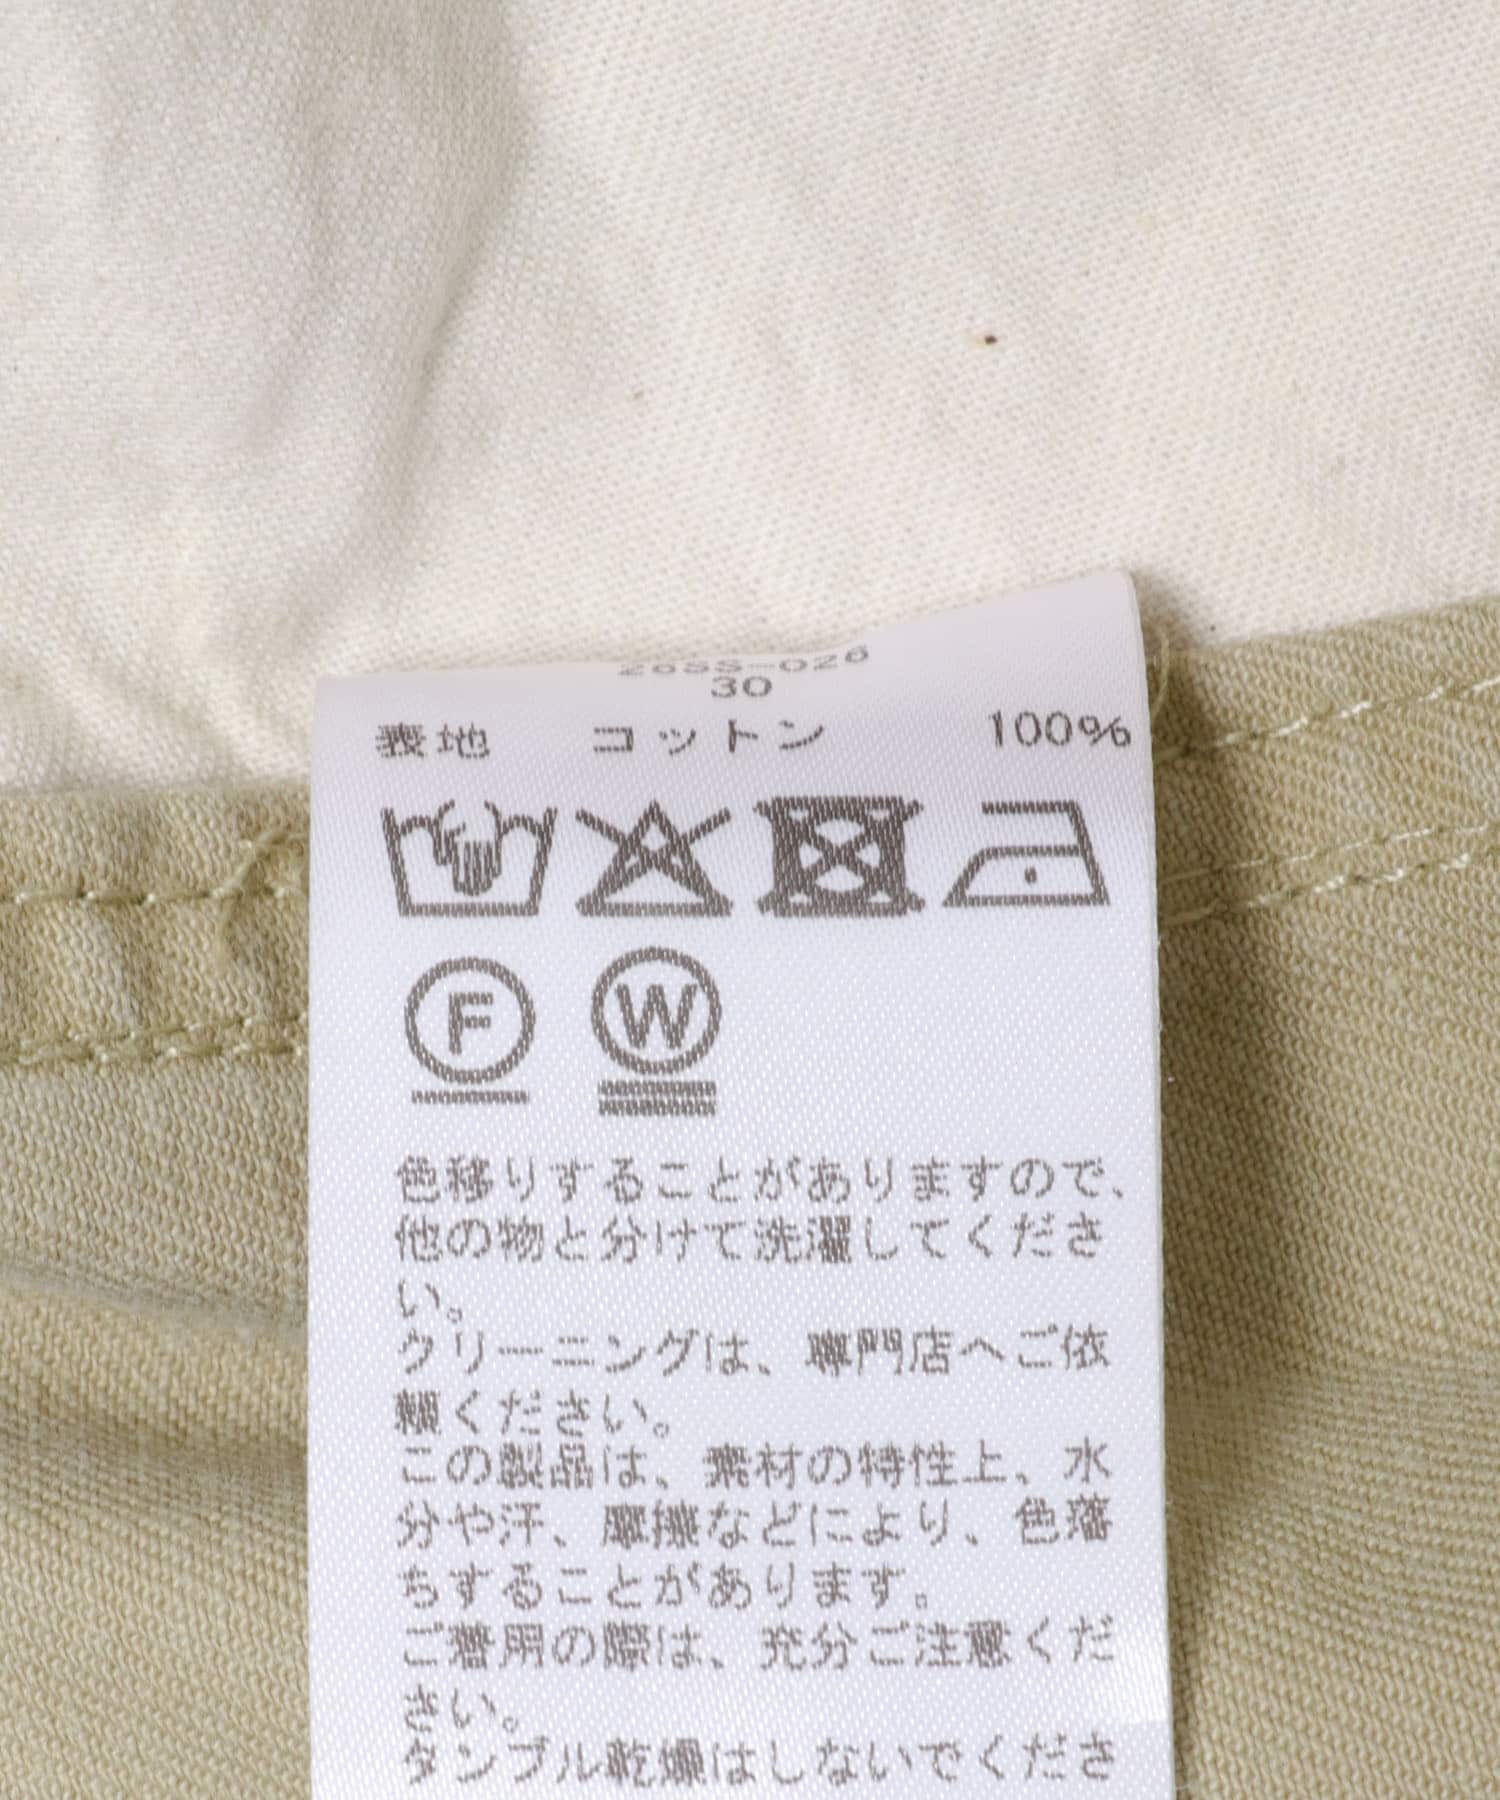 26SS-026
30
表地 コットン 100%
F W
色移りすることがありますので、
他の物と分けて洗濯してくださ
い。
クリーニングは、専門店へご依
頼ください。
この製品は、素材の特性上、水
分や汗、摩擦などにより、色落
ちすることがあります。
ご着用の際は、充分ご注意くだ
さい。
タンブル乾燥はしないでくださ